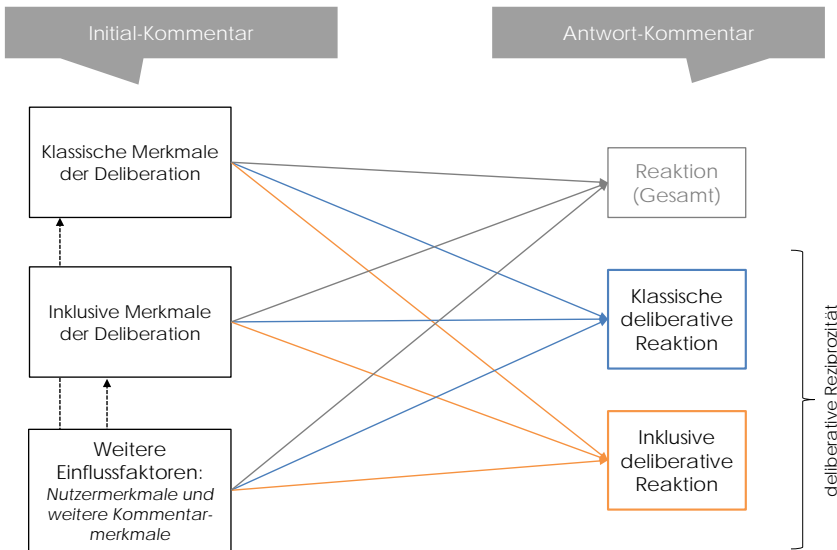 Initial-Kommentar
Antwort-Kommentar
Klassische Merkmale
der Deliberation
Reaktion
(Gesamt)
Inklusive Merkmale
der Deliberation
Klassische
deliberative
Reaktion
Weitere
Einflussfaktoren:
Nutzermerkmale und
weitere Kommentar-
merkmale
Inklusive
deliberative
Reaktion
deliberative Reziprozität